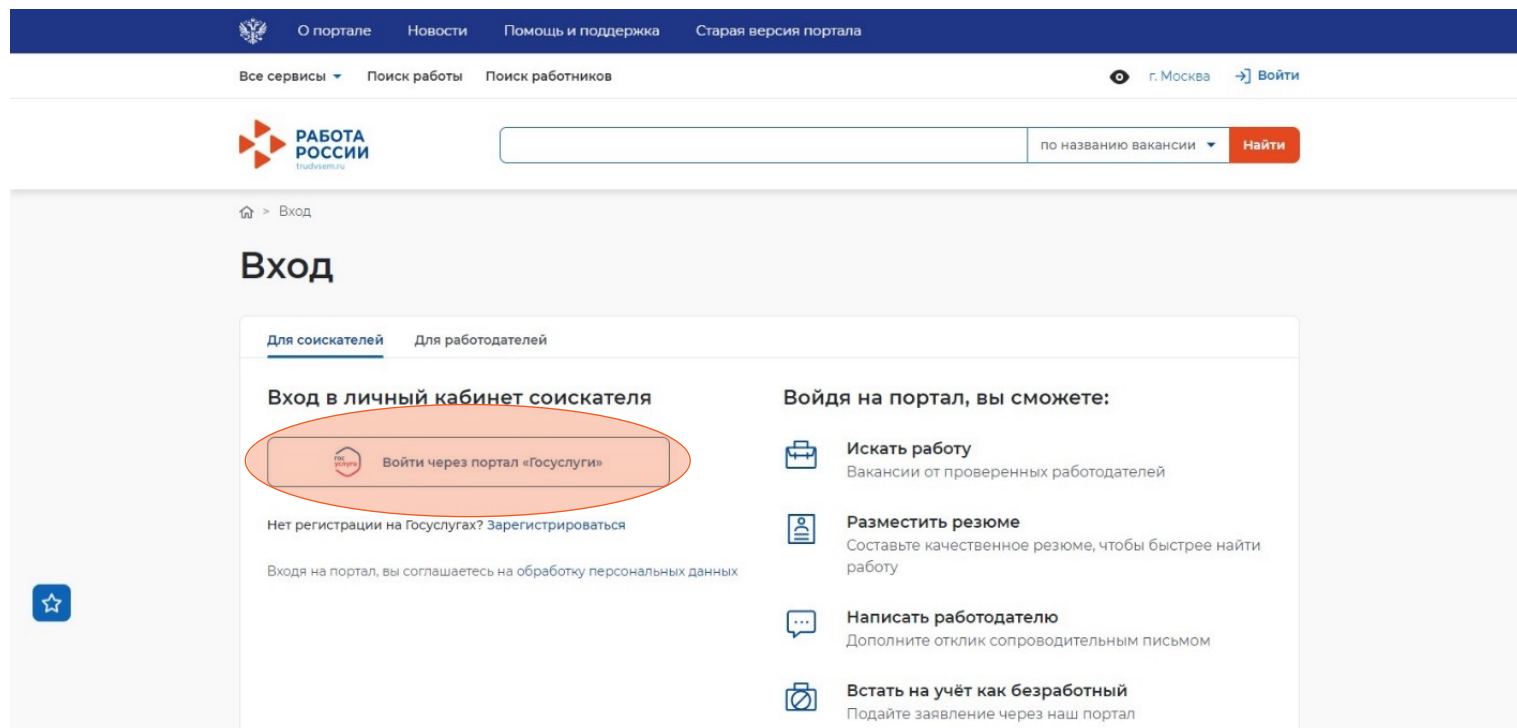 О портале Новости Помощь и поддержка Старая версия портала
Все сервисы Поиск работы Поиск работников г. Москва Войти
РАБОТА
РОССИИ
trudvsem.ru
по названию вакансии Найти
> Вход
Вход
Для соискателей Для работодателей
Вход в личный кабинет соискателя
гос
услуги
Войти через портал «Госуслуги»
Нет регистрации на Госуслугах? Зарегистрироваться
Входя на портал, вы соглашаетесь на обработку персональных данных
Войдя на портал, вы сможете:
Искать работу
Вакансии от проверенных работодателей
Разместить резюме
Составьте качественное резюме, чтобы быстрее найти
работу
Написать работодателю
Дополните отклик сопроводительным письмом
Встать на учёт как безработный
Подайте заявление через наш портал